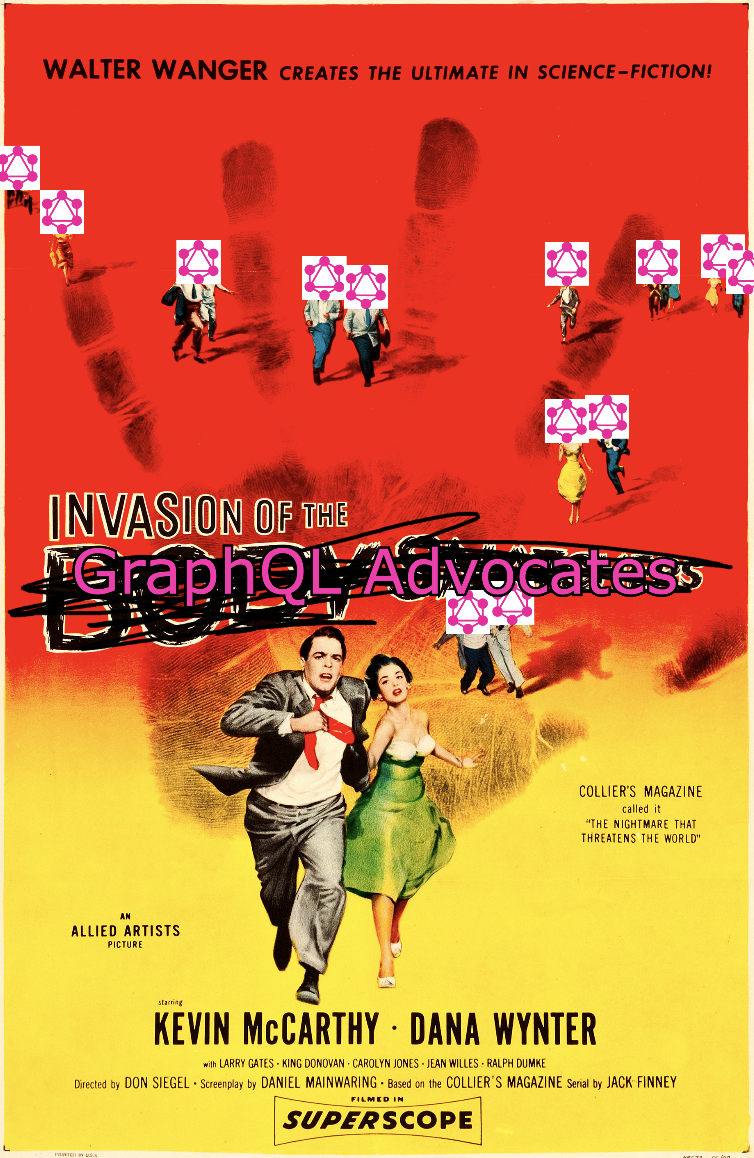 WALTER WANGER CREATES THE ULTIMATE IN SCIENCE-FICTION!
INVASION OF THE
GraphQL Advocates
COLLIER'S MAGAZINE
called it
"THE NIGHTMARE THAT
THREATENS THE WORLD"
AN
ALLIED ARTISTS
PICTURE
starring
KEVIN McCARTHY · DANA WYNTER
with LARRY GATES · KING DONOVAN · CAROLYN JONES · JEAN WILLES · RALPH DUMKE
Directed by DON SIEGEL · Screenplay by DANIEL MAINWARING · Based on the COLLIER'S MAGAZINE Serial by JACK FINNEY
FILMED IN
SUPERSCOPE